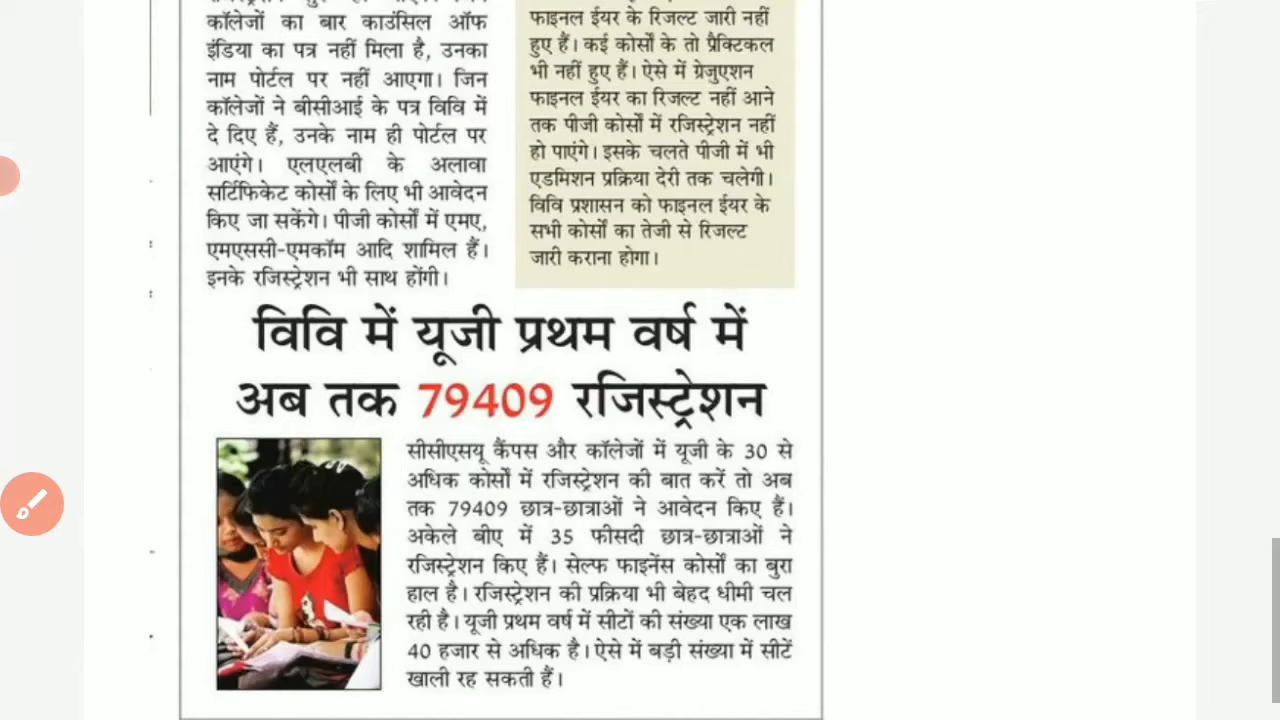 कॉलेजों का बार काउंसिल ऑफ
इंडिया का पत्र नहीं मिला है, उनका
नाम पोर्टल पर नहीं आएगा। जिन
कॉलेजों ने बीसीआई के पत्र विवि में
दे दिए हैं, उनके नाम ही पोर्टल पर
आएंगे। एलएलबी के अलावा
सर्टिफिकेट कोर्सों के लिए भी आवेदन
किए जा सकेंगे। पीजी कोर्सों में एमए,
एमएससी-एमकॉम आदि शामिल हैं।
इनके रजिस्ट्रेशन भी साथ होंगी।
फाइनल ईयर के रिजल्ट जारी नहीं
हुए हैं। कई कोर्सों के तो प्रैक्टिकल
भी नहीं हुए हैं। ऐसे में ग्रेजुएशन
फाइनल ईयर का रिजल्ट नहीं आने
तक पीजी कोर्सों में रजिस्ट्रेशन नहीं
हो पाएंगे। इसके चलते पीजी में भी
एडमिशन प्रक्रिया देरी तक चलेगी।
विवि प्रशासन को फाइनल ईयर के
सभी कोर्सों का तेजी से रिजल्ट
जारी कराना होगा।
विवि में यूजी प्रथम वर्ष में
अब तक 79409 रजिस्ट्रेशन
सीसीएसयू कैंपस और कॉलेजों में यूजी के 30 से
अधिक कोर्सों में रजिस्ट्रेशन की बात करें तो अब
तक 79409 छात्र-छात्राओं ने आवेदन किए हैं।
अकेले बीए में 35 फीसदी छात्र-छात्राओं ने
रजिस्ट्रेशन किए हैं। सेल्फ फाइनेंस कोर्सों का बुरा
हाल है। रजिस्ट्रेशन की प्रक्रिया भी बेहद धीमी चल
रही है। यूजी प्रथम वर्ष में सीटों की संख्या एक लाख
40 हजार से अधिक है। ऐसे में बड़ी संख्या में सीटें
खाली रह सकती हैं।